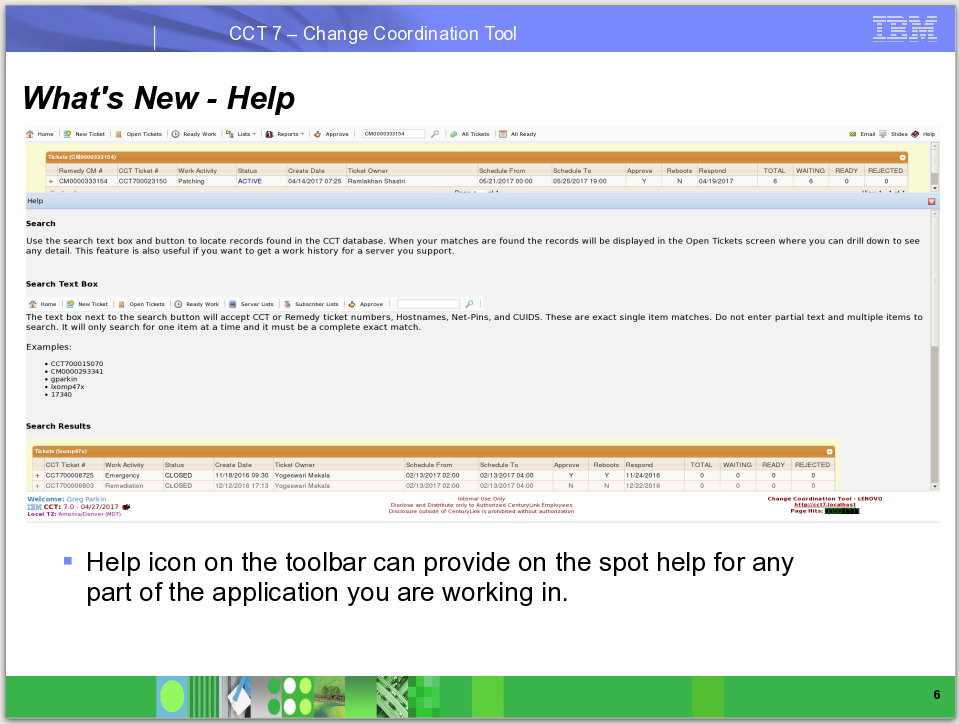 CCT 7 – Change Coordination Tool
IBM
What's New - Help
Home New Ticket Open Tickets Ready Work Lists Reports Approve CM0000333154 All Tickets All Ready Email Slides Help
Tickets (CM0000333154)
Remedy CM # CCT Ticket # Work Activity Status Create Date Ticket Owner Schedule From Schedule To Approve Reboots Respond TOTAL WAITING READY REJECTED
+ CM0000333154 CCT700023150 Patching ACTIVE 04/14/2017 07:25 Ramlakhan Shastri 05/21/2017 00:00 05/25/2017 19:00 Y N 04/19/2017 6 6 0 0
Help
Search
Use the search text box and button to locate records found in the CCT database. When your matches are found the records will be displayed in the Open Tickets screen where you can drill down to see
any detail. This feature is also useful if you want to get a work history for a server you support.
Search Text Box
Home New Ticket Open Tickets Ready Work Server Lists Subscriber Lists Approve
The text box next to the search button will accept CCT or Remedy ticket numbers, Hostnames, Net-Pins, and CUIDS. These are exact single item matches. Do not enter partial text and multiple items to
search. It will only search for one item at a time and it must be a complete exact match.
Examples:
• CCT700015070
• CM0000293341
• gparkin
• lxomp47x
• 17340
Search Results
Tickets (lxomp47x)
CCT Ticket # Work Activity Status Create Date Ticket Owner Schedule From Schedule To Approve Reboots Respond TOTAL WAITING READY REJECTED
+ CCT700006725 Emergency CLOSED 11/18/2016 09:30 Yogeswari Mekala 02/13/2017 02:00 02/13/2017 04:00 Y Y 11/24/2016 0 0 0 0
+ CCT700006803 Remediation CLOSED 12/12/2016 17:13 Yogeswari Mekala 02/13/2017 02:00 02/13/2017 04:00 N N 12/22/2016 0 0 0 0
Welcome: Greg Parkin Internal Use Only Change Coordination Tool - LENOVO
IBM CCT: 7.0 - 04/27/2017 Disclose and Distribute only to Authorized CenturyLink Employees http://cct7.localhost
Local TZ: America/Denver (MDT) Disclosure outside of CenturyLink is prohibited without authorization Page Hits:
Help icon on the toolbar can provide on the spot help for any
part of the application you are working in.
6